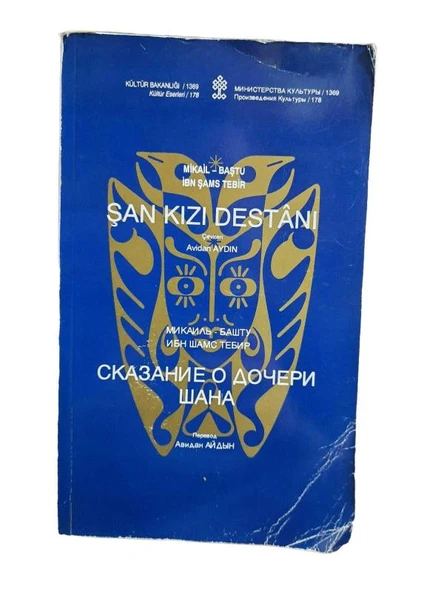 KÜLTÜR BAKANLIĞI / 1369
Kültür Eserleri / 178
МИНИСТЕРСТВА КУЛЬТУРЫ / 1369
Произведения Культуры / 178
MİKAİL - BAŞTU
İBN ŞAMS TEBİR
ŞAN KIZI DESTÂNI
Çeviren
Avidan AYDIN
МИКАИЛЬ - БАШТУ
ИБН ШАМС ТЕБИР
СКАЗАНИЕ О ДОЧЕРИ
ШАНА
Перевод
Авидан АЙДЫН